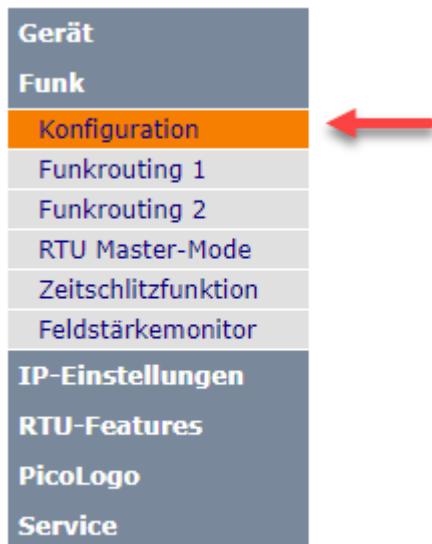 Gerät
Funk
Konfiguration
Funkrouting 1
Funkrouting 2
RTU Master-Mode
Zeitschlitzfunktion
Feldstärkemonitor
IP-Einstellungen
RTU-Features
PicoLogo
Service